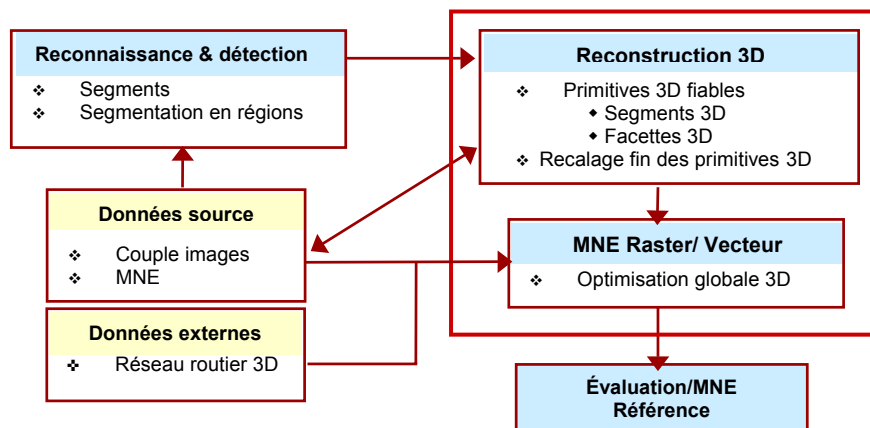 Reconnaissance & détection
❖ Segments
❖ Segmentation en régions
Reconstruction 3D
❖ Primitives 3D fiables
◆ Segments 3D
◆ Facettes 3D
❖ Recalage fin des primitives 3D
Données source
❖ Couple images
❖ MNE
MNE Raster/ Vecteur
❖ Optimisation globale 3D
Données externes
❖ Réseau routier 3D
Évaluation/MNE
Référence